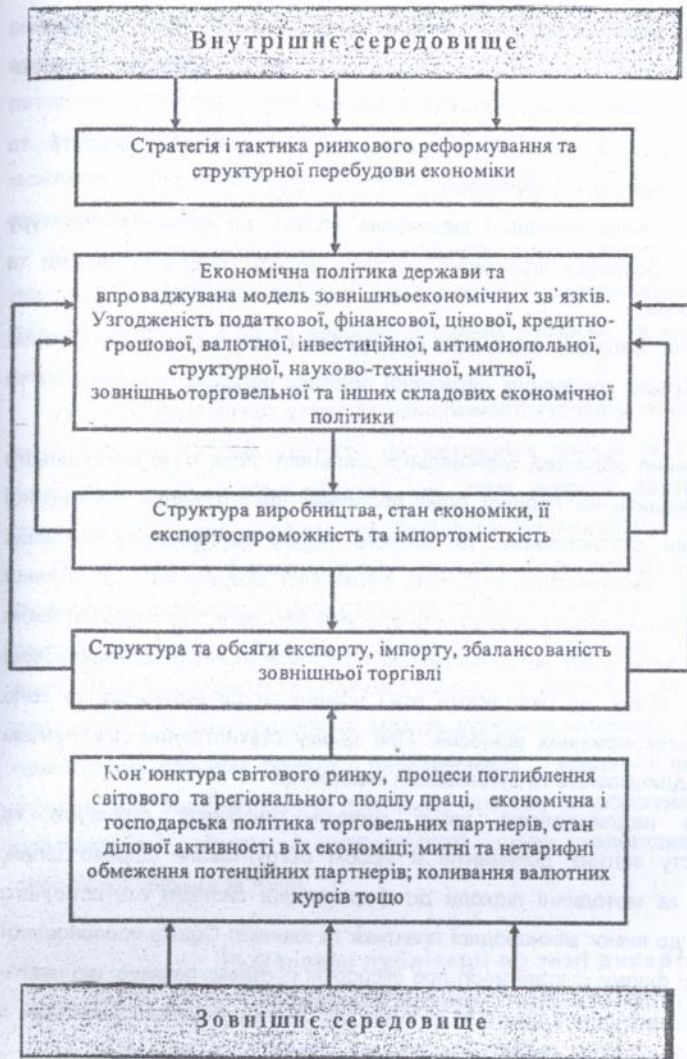 Внутрішнє середовище
Стратегія і тактика ринкового реформування та
структурної перебудови економіки
Економічна політика держави та
впроваджувана модель зовнішньоекономічних зв'язків.
Узгодженість податкової, фінансової, цінової, кредитно-
грошової, валютної, інвестиційної, антимонопольної,
структурної, науково-технічної, митної,
зовнішньоторговельної та інших складових економічної
політики
Структура виробництва, стан економіки, її
експортоспроможність та імпортомісткість
Структура та обсяги експорту, імпорту, збалансованість
зовнішньої торгівлі
Кон'юнктура світового ринку, процеси поглиблення
світового та регіонального поділу праці, економічна і
господарська політика торговельних партнерів, стан
ділової активності в їх економіці; митні та нетарифні
обмеження потенційних партнерів; коливання валютних
курсів тощо
Зовнішнє середовище